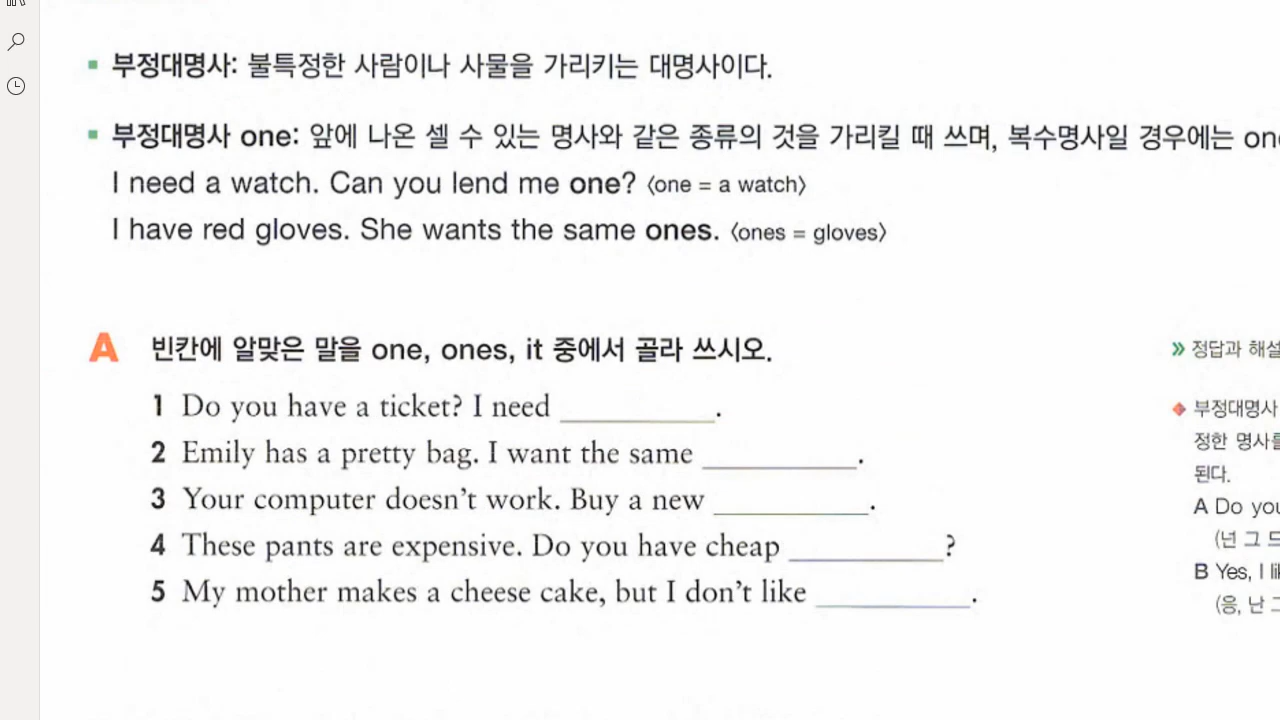 부정대명사: 불특정한 사람이나 사물을 가리키는 대명사이다.
부정대명사 one: 앞에 나온 셀 수 있는 명사와 같은 종류의 것을 가리킬 때 쓰며, 복수명사일 경우에는
I need a watch. Can you lend me one? 〈one = a watch〉
I have red gloves. She wants the same ones. 〈ones = gloves〉
A 빈칸에 알맞은 말을 one, ones, it 중에서 골라 쓰시오.
1 Do you have a ticket? I need ________.
2 Emily has a pretty bag. I want the same ________.
3 Your computer doesn't work. Buy a new ________.
4 These pants are expensive. Do you have cheap ________?
5 My mother makes a cheese cake, but I don't like ________.
» 정답과 해설
부정대명사
정한 명사를
된다.
A Do you
(넌 그
B Yes, I
(응, 난